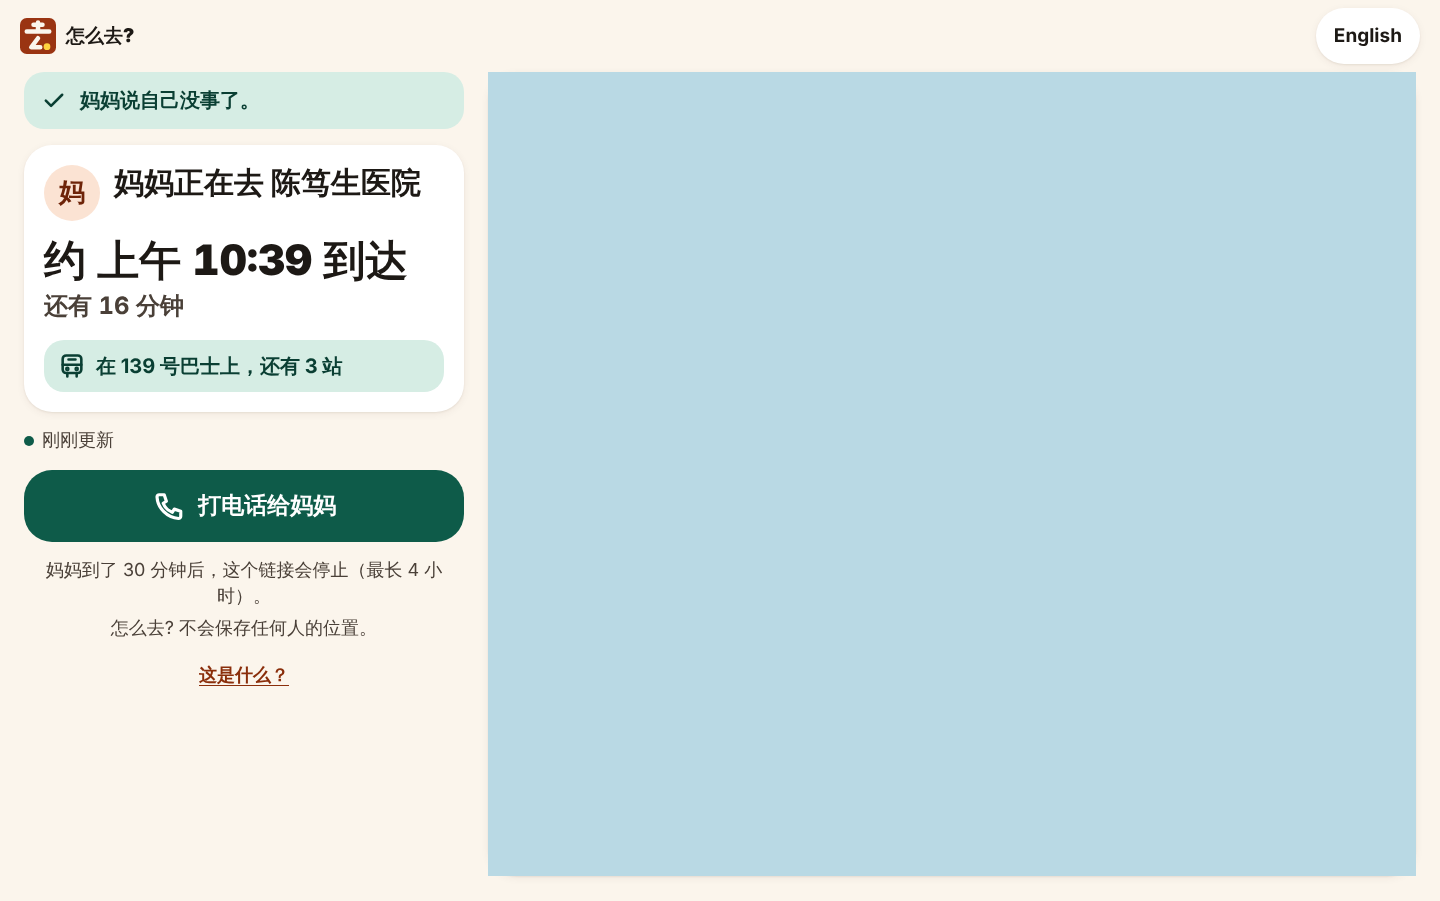 去
怎么去?
English
妈妈说自己没事了。
妈
妈妈正在去 陈笃生医院
约 上午 10:39 到达
还有 16 分钟
在 139 号巴士上，还有 3 站
刚刚更新
打电话给妈妈
妈妈到了 30 分钟后，这个链接会停止（最长 4 小
时）。
怎么去? 不会保存任何人的位置。
这是什么？